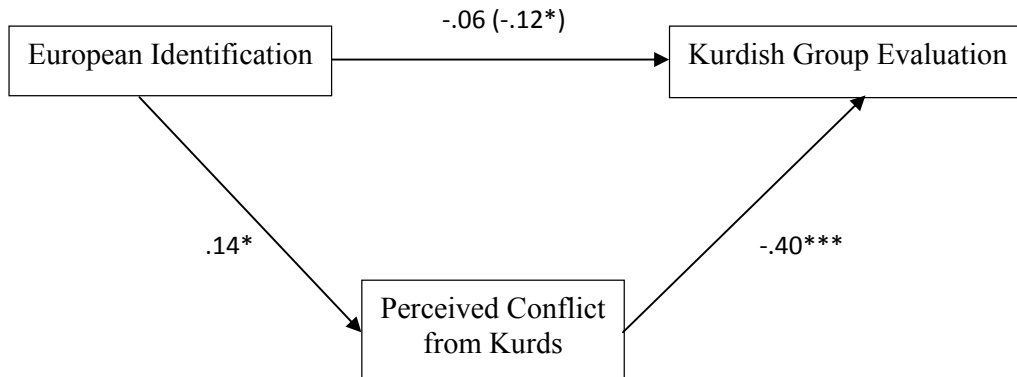 -.06 (-.12*)
European Identification
Kurdish Group Evaluation
.14*
-.40***
Perceived Conflict
from Kurds